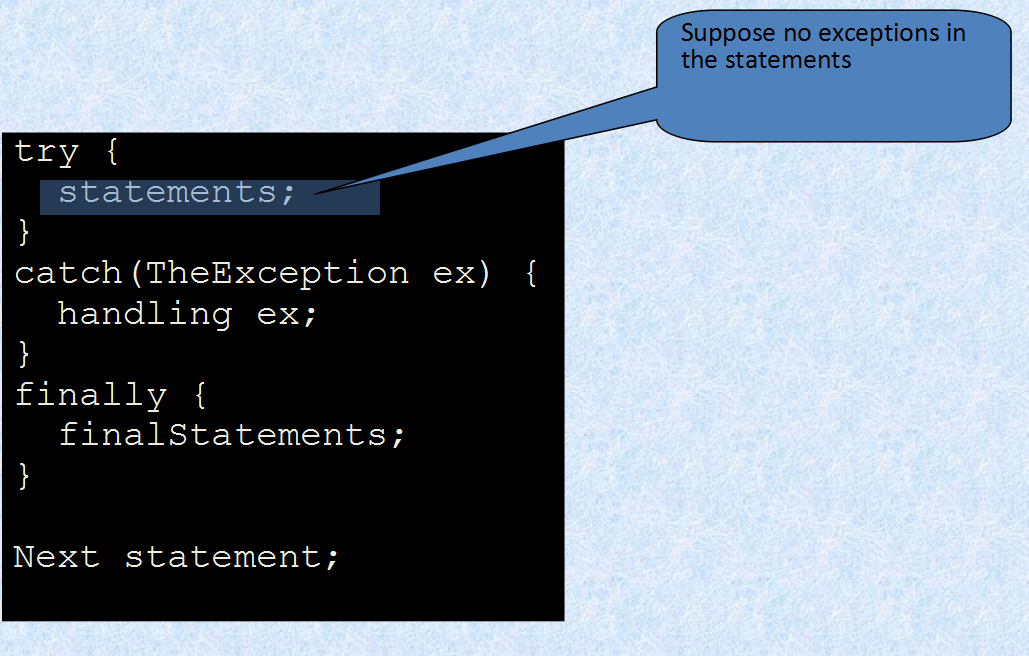 Suppose no exceptions in
the statements
try {
  statements;
}
catch(TheException ex) {
  handling ex;
}
finally {
  finalStatements;
}
Next statement;